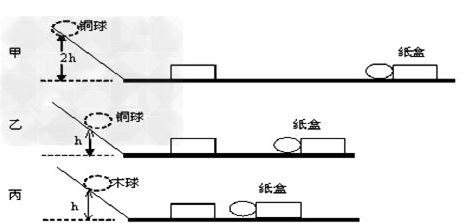 铜球
甲 2h 纸盒
铜球
乙 h 纸盒
木球
丙 h 纸盒